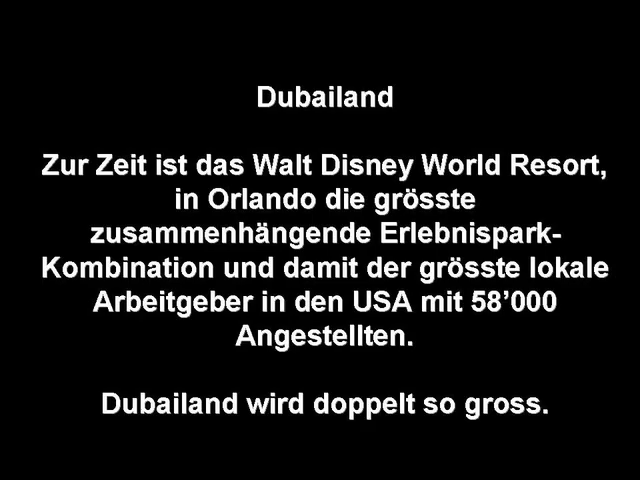 Dubailand
Zur Zeit ist das Walt Disney World Resort,
in Orlando die grösste
zusammenhängende Erlebnispark-
Kombination und damit der grösste lokale
Arbeitgeber in den USA mit 58’000
Angestellten.
Dubailand wird doppelt so gross.